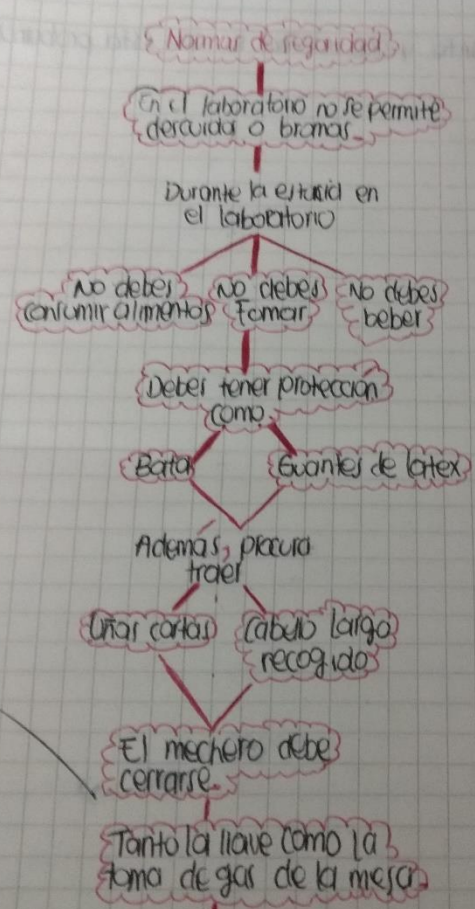 Normas de seguridad
En el laboratorio no se permite
descuidos o bromas.
Durante la estancia en
el laboratorio
No debes
consumir alimentos
No debes
Fumar
No debes
beber
Debes tener protección
como
Bata
Guantes de latex
Además, procura
traer
Uñas cortas
Cabello largo
recogido
El mechero debe
cerrarse.
Tanto la llave como la
toma de gas de la mesa.